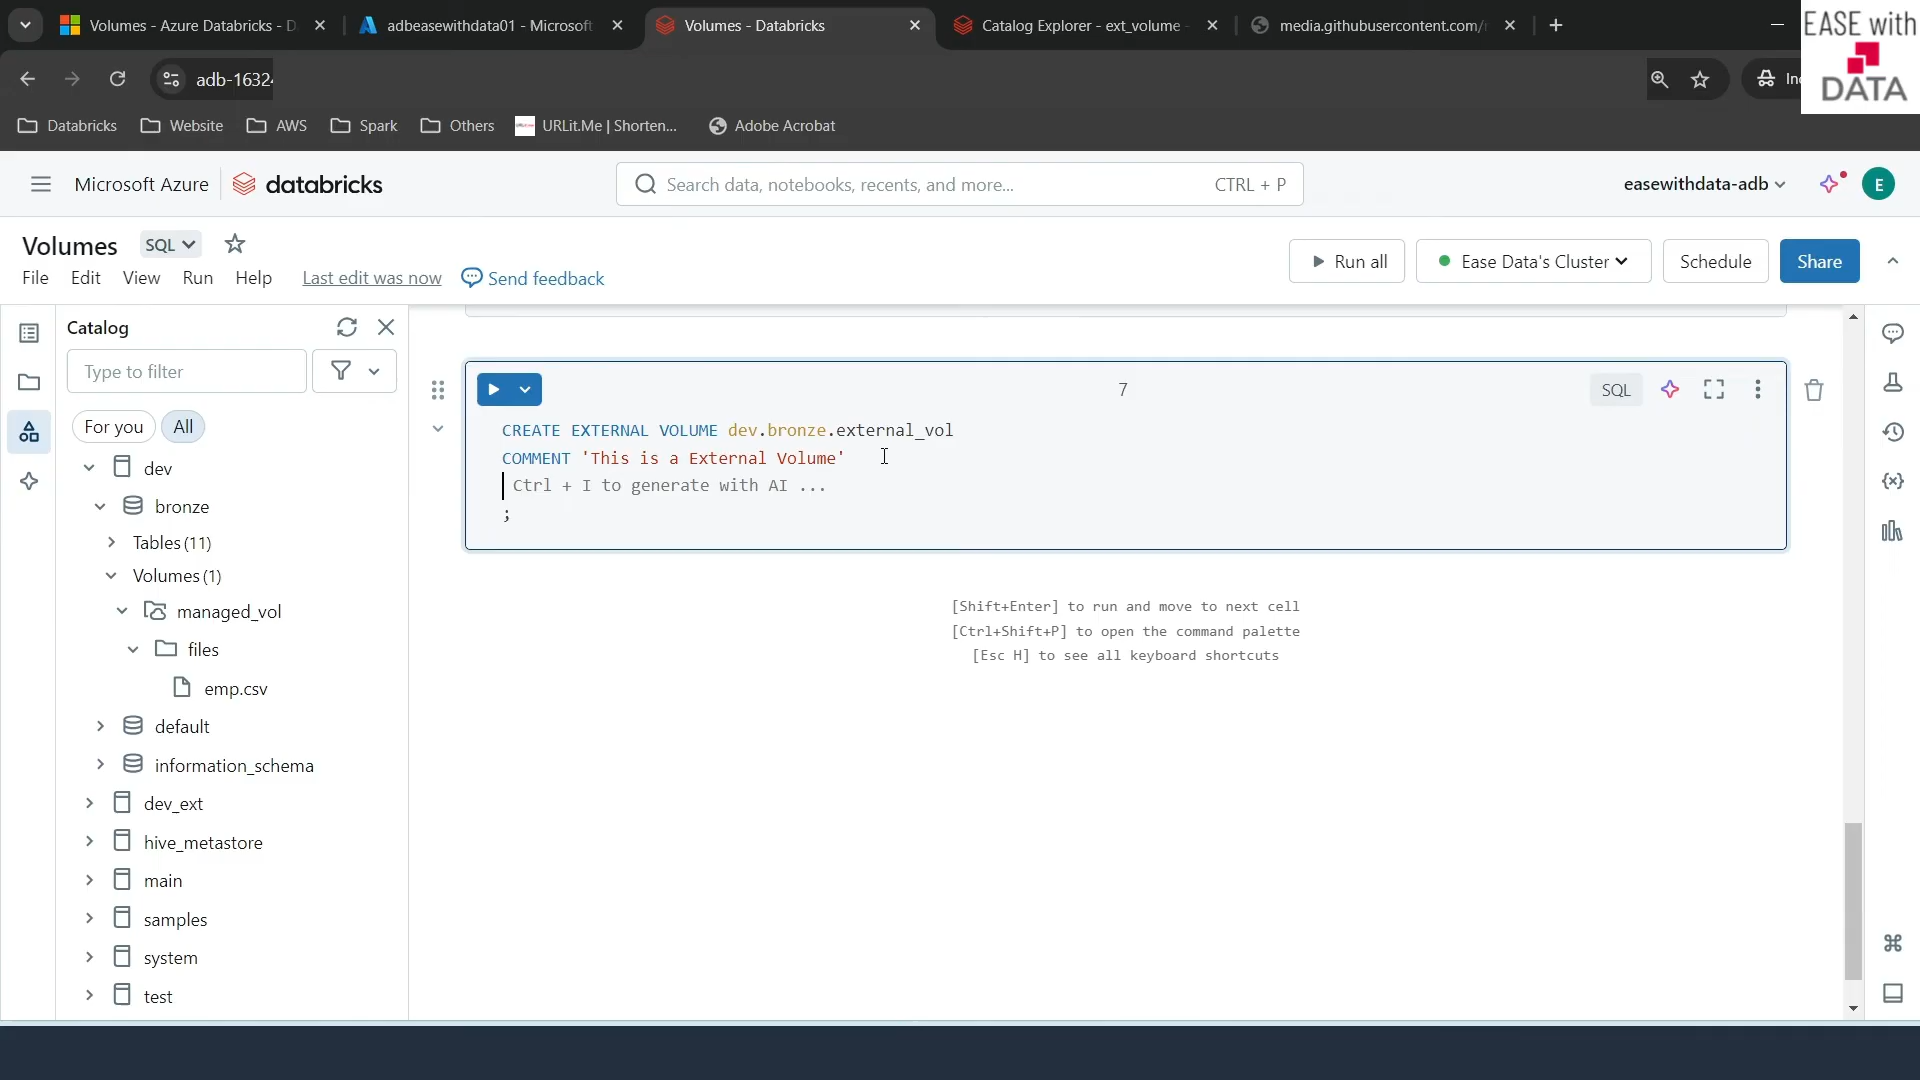 Volumes - Azure Databricks - D
adbeasewithdata01 - Microsoft
Volumes - Databricks
Catalog Explorer - ext_volume -
media.githubusercontent.com/
EASE with
DATA
adb-1632
Databricks
Website
AWS
Spark
Others
URLit.Me | Shorten...
Adobe Acrobat
Microsoft Azure
databricks
Search data, notebooks, recents, and more...
CTRL + P
easewithdata-adb
E
Volumes
SQL
File
Edit
View
Run
Help
Last edit was now
Send feedback
Run all
Ease Data's Cluster
Schedule
Share
Catalog
Type to filter
For you
All
dev
bronze
Tables (11)
Volumes (1)
managed_vol
files
emp.csv
default
information_schema
dev_ext
hive_metastore
main
samples
system
test
7
SQL
CREATE EXTERNAL VOLUME dev.bronze.external_vol
COMMENT 'This is a External Volume'
Ctrl + I to generate with AI ...
;
[Shift+Enter] to run and move to next cell
[Ctrl+Shift+P] to open the command palette
[Esc H] to see all keyboard shortcuts